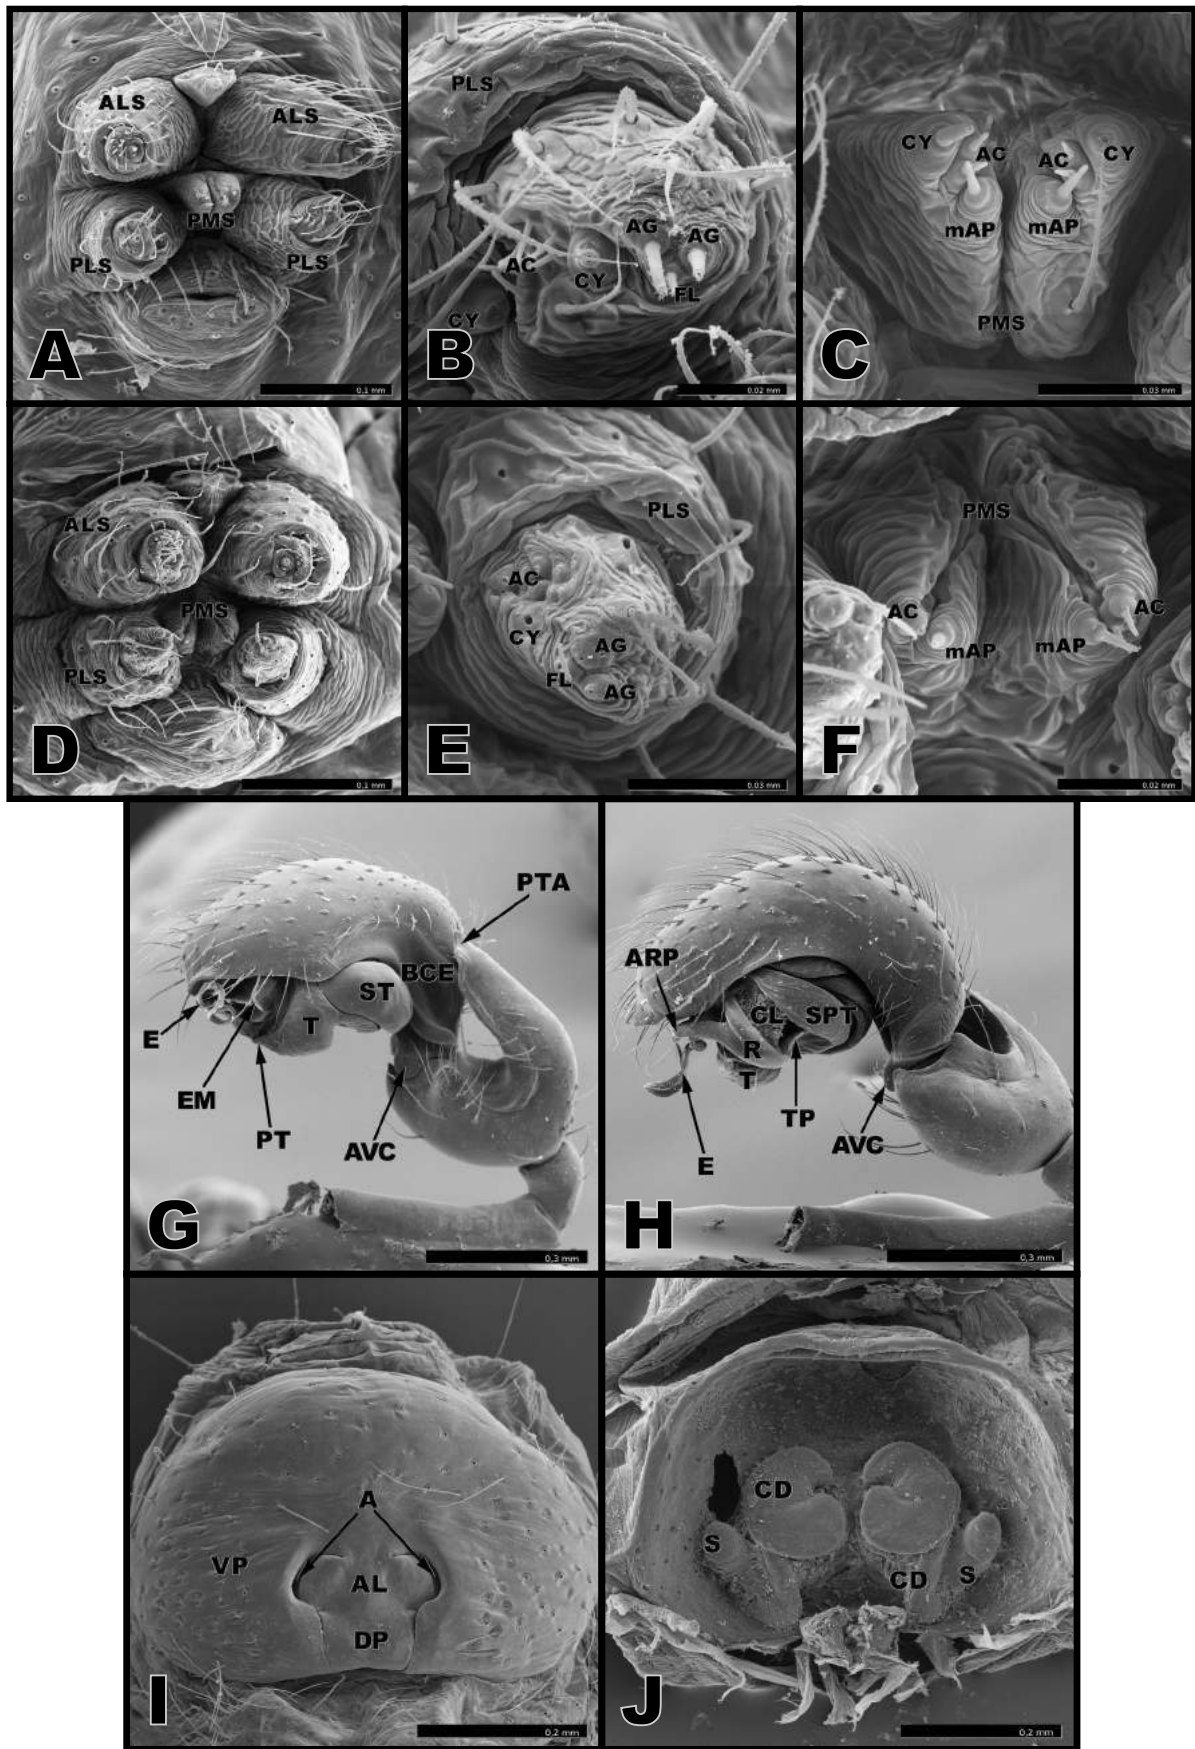 ALS
ALS
PMS
PLS
PLS
A
0.1 mm
PLS
AG
AG
AC
CY
FL
CY
B
0.02 mm
CY
AC
AC
CY
mAP
mAP
PMS
C
0.03 mm
ALS
PMS
PLS
D
0.1 mm
PLS
AC
CY
AG
FL
AG
E
0.03 mm
PMS
AC
AC
mAP
mAP
F
0.02 mm
PTA
BCE
ST
T
E
EM
PT
AVC
G
0,3 mm
ARP
CL
SPT
R
T
TP
AVC
E
H
0,3 mm
A
VP
AL
DP
I
0,2 mm
CD
S
CD
S
J
0,2 mm